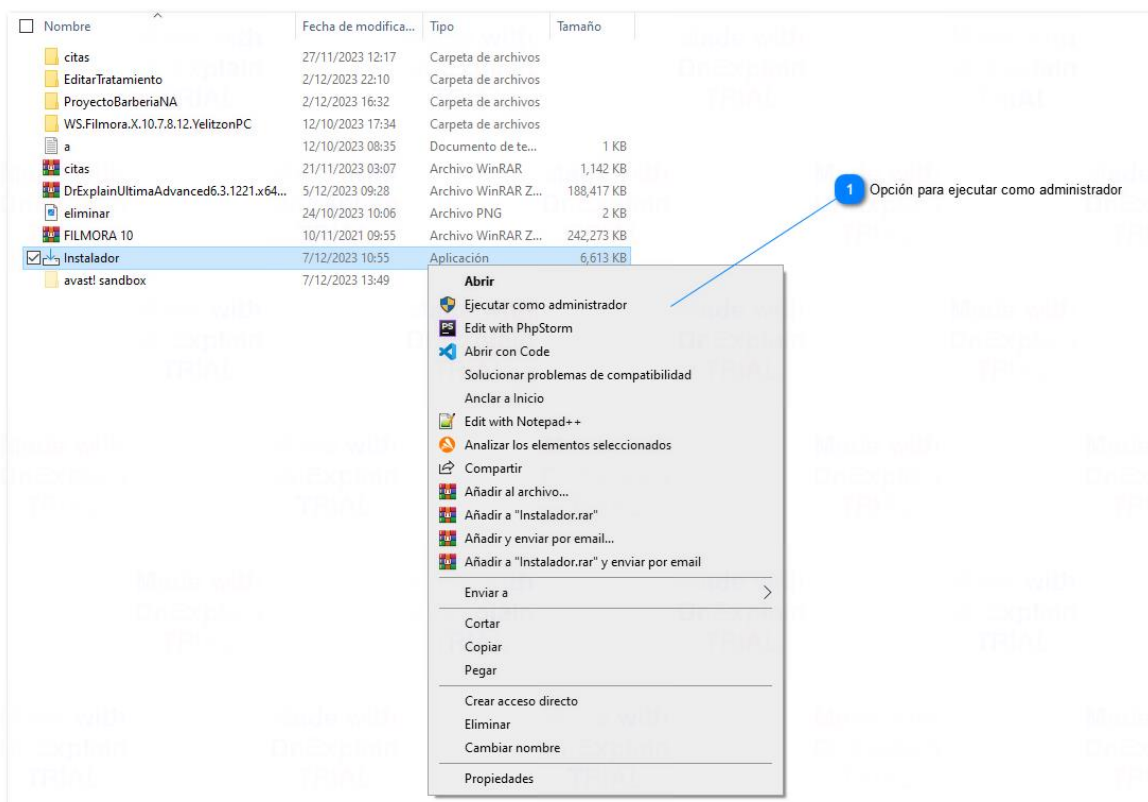 Nombre Fecha de modifica... Tipo Tamaño
citas 27/11/2023 12:17 Carpeta de archivos
EditarTratamiento 2/12/2023 22:10 Carpeta de archivos
ProyectoBarberiaNA 2/12/2023 16:32 Carpeta de archivos
WS.Filmora.X.10.7.8.12.YelitzonPC 12/10/2023 17:34 Carpeta de archivos
a 12/10/2023 08:35 Documento de te... 1 KB
citas 21/11/2023 03:07 Archivo WinRAR 1,142 KB
DrExplainUltimaAdvanced6.3.1221.x64... 5/12/2023 09:28 Archivo WinRAR Z... 188,417 KB
eliminar 24/10/2023 10:06 Archivo PNG 2 KB
FILMORA 10 10/11/2021 09:55 Archivo WinRAR Z... 242,273 KB
Instalador 7/12/2023 10:55 Aplicación 6,613 KB
avast! sandbox 7/12/2023 13:49
1 Opción para ejecutar como administrador
Abrir
Ejecutar como administrador
Edit with PhpStorm
Abrir con Code
Solucionar problemas de compatibilidad
Anclar a Inicio
Edit with Notepad++
Analizar los elementos seleccionados
Compartir
Añadir al archivo...
Añadir a "Instalador.rar"
Añadir y enviar por email...
Añadir a "Instalador.rar" y enviar por email
Enviar a
Cortar
Copiar
Pegar
Crear acceso directo
Eliminar
Cambiar nombre
Propiedades